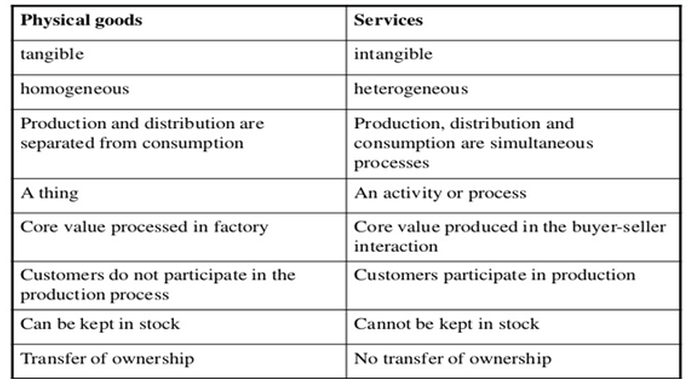 Physical goods
Services
tangible
intangible
homogeneous
heterogeneous
Production and distribution are
separated from consumption
Production, distribution and
consumption are simultaneous
processes
A thing
An activity or process
Core value processed in factory
Core value produced in the buyer-seller
interaction
Customers do not participate in the
production process
Customers participate in production
Can be kept in stock
Cannot be kept in stock
Transfer of ownership
No transfer of ownership